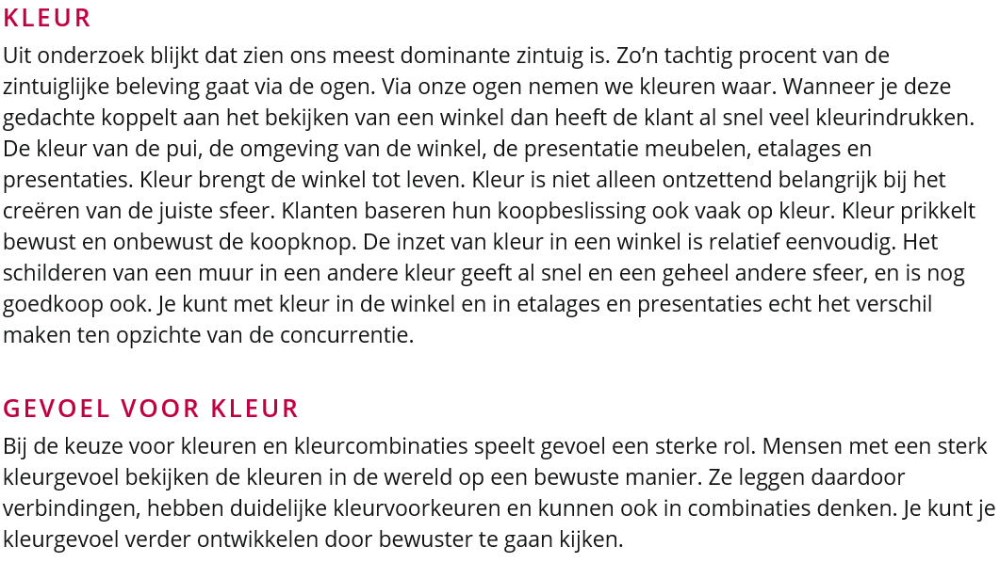 KLEUR
Uit onderzoek blijkt dat zien ons meest dominante zintuig is. Zo’n tachtig procent van de
zintuiglijke beleving gaat via de ogen. Via onze ogen nemen we kleuren waar. Wanneer je deze
gedachte koppelt aan het bekijken van een winkel dan heeft de klant al snel veel kleurindrukken.
De kleur van de pui, de omgeving van de winkel, de presentatie meubelen, etalages en
presentaties. Kleur brengt de winkel tot leven. Kleur is niet alleen ontzettend belangrijk bij het
creëren van de juiste sfeer. Klanten baseren hun koopbeslissing ook vaak op kleur. Kleur prikkelt
bewust en onbewust de koopknop. De inzet van kleur in een winkel is relatief eenvoudig. Het
schilderen van een muur in een andere kleur geeft al snel en een geheel andere sfeer, en is nog
goedkoop ook. Je kunt met kleur in de winkel en in etalages en presentaties echt het verschil
maken ten opzichte van de concurrentie.
GEVOEL VOOR KLEUR
Bij de keuze voor kleuren en kleurcombinaties speelt gevoel een sterke rol. Mensen met een sterk
kleurgevoel bekijken de kleuren in de wereld op een bewuste manier. Ze leggen daardoor
verbindingen, hebben duidelijke kleurvoorkeuren en kunnen ook in combinaties denken. Je kunt je
kleurgevoel verder ontwikkelen door bewuster te gaan kijken.